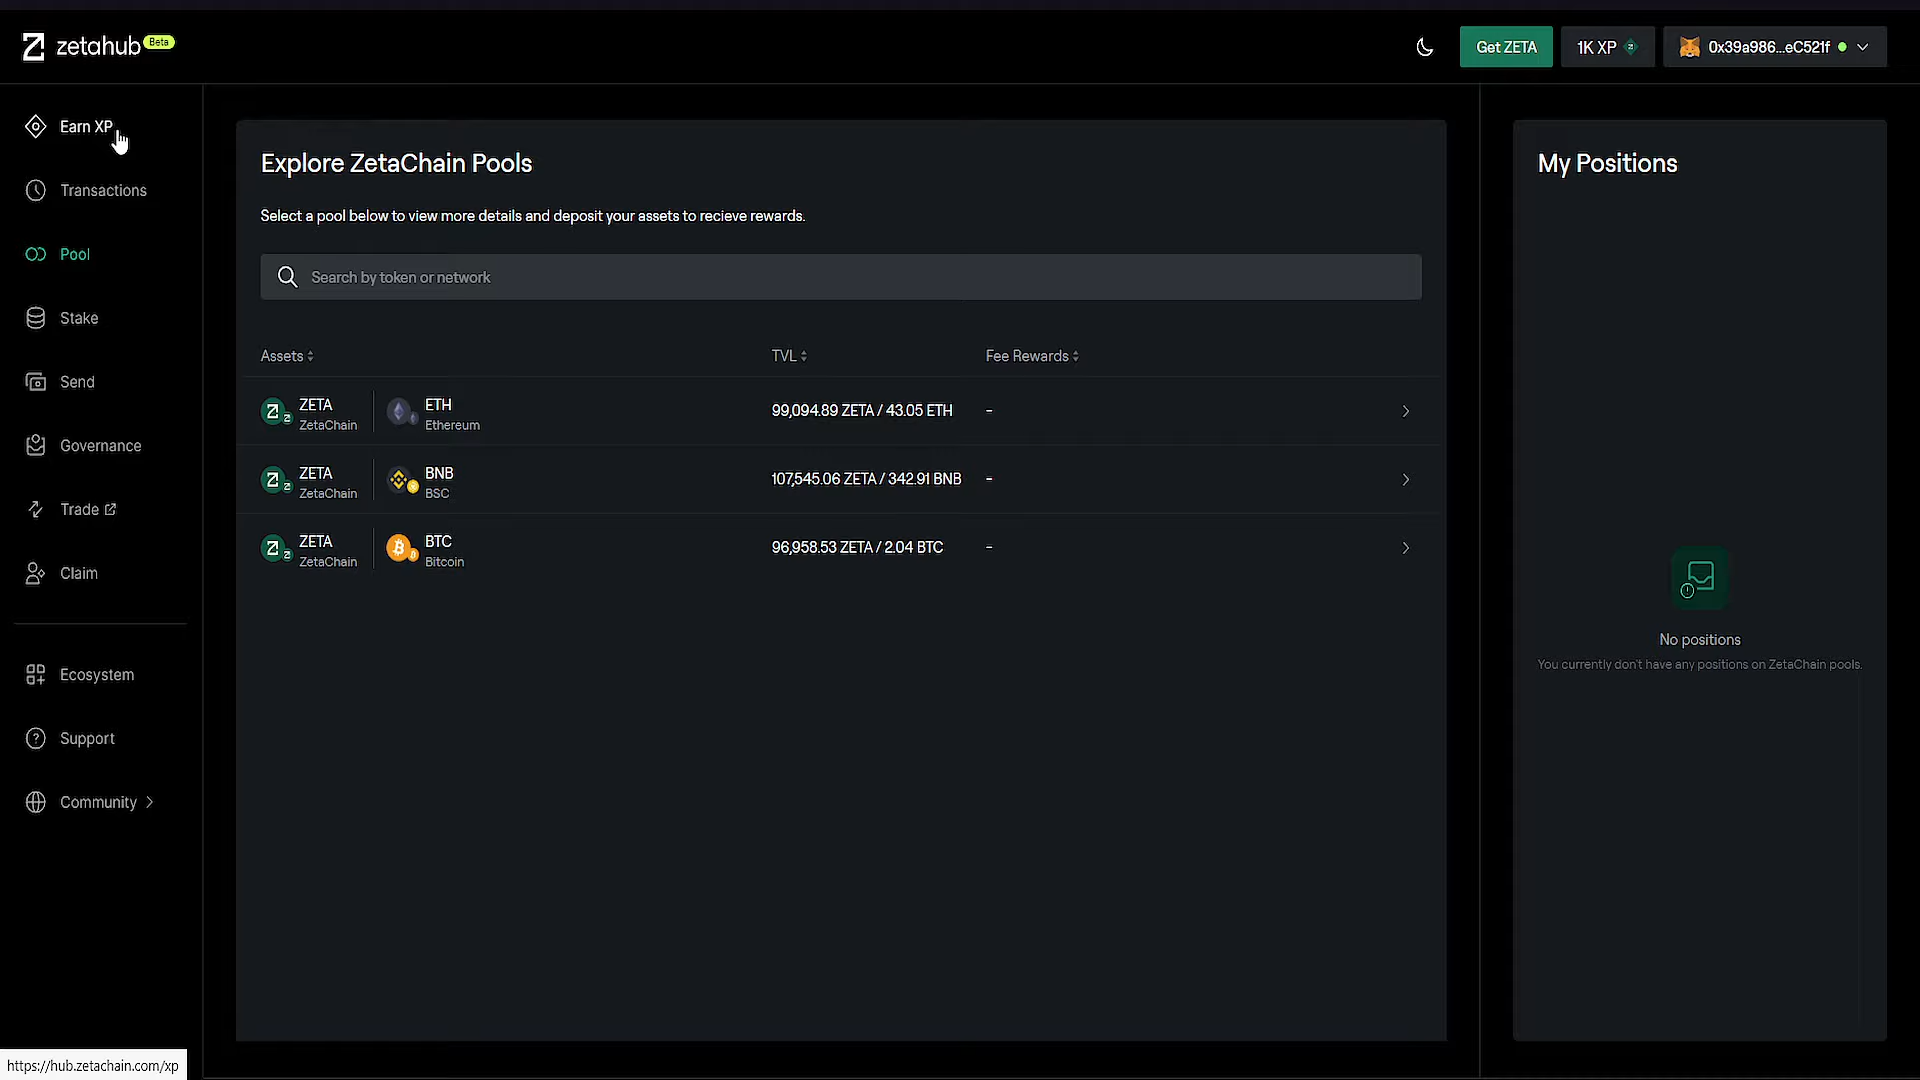 zetahub Beta
Get ZETA
1K XP
0x39a986...eC521f
Earn XP
Transactions
Pool
Stake
Send
Governance
Trade
Claim
Ecosystem
Support
Community
Explore ZetaChain Pools
Select a pool below to view more details and deposit your assets to recieve rewards.
Search by token or network
Assets TVL Fee Rewards
ZETA ETH
ZetaChain Ethereum
99,094.89 ZETA / 43.05 ETH -
ZETA BNB
ZetaChain BSC
107,545.06 ZETA / 342.91 BNB -
ZETA BTC
ZetaChain Bitcoin
96,958.53 ZETA / 2.04 BTC -
My Positions
No positions
You currently don't have any positions on ZetaChain pools.
https://hub.zetachain.com/xp